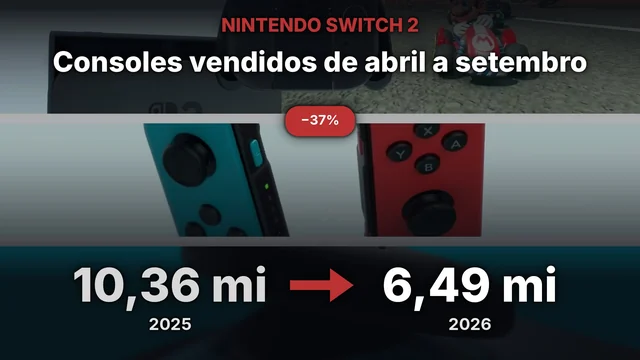 NINTENDO SWITCH 2
Consoles vendidos de abril a setembro
−37%
X
Y A
B
10,36 mi → 6,49 mi
2025 2026